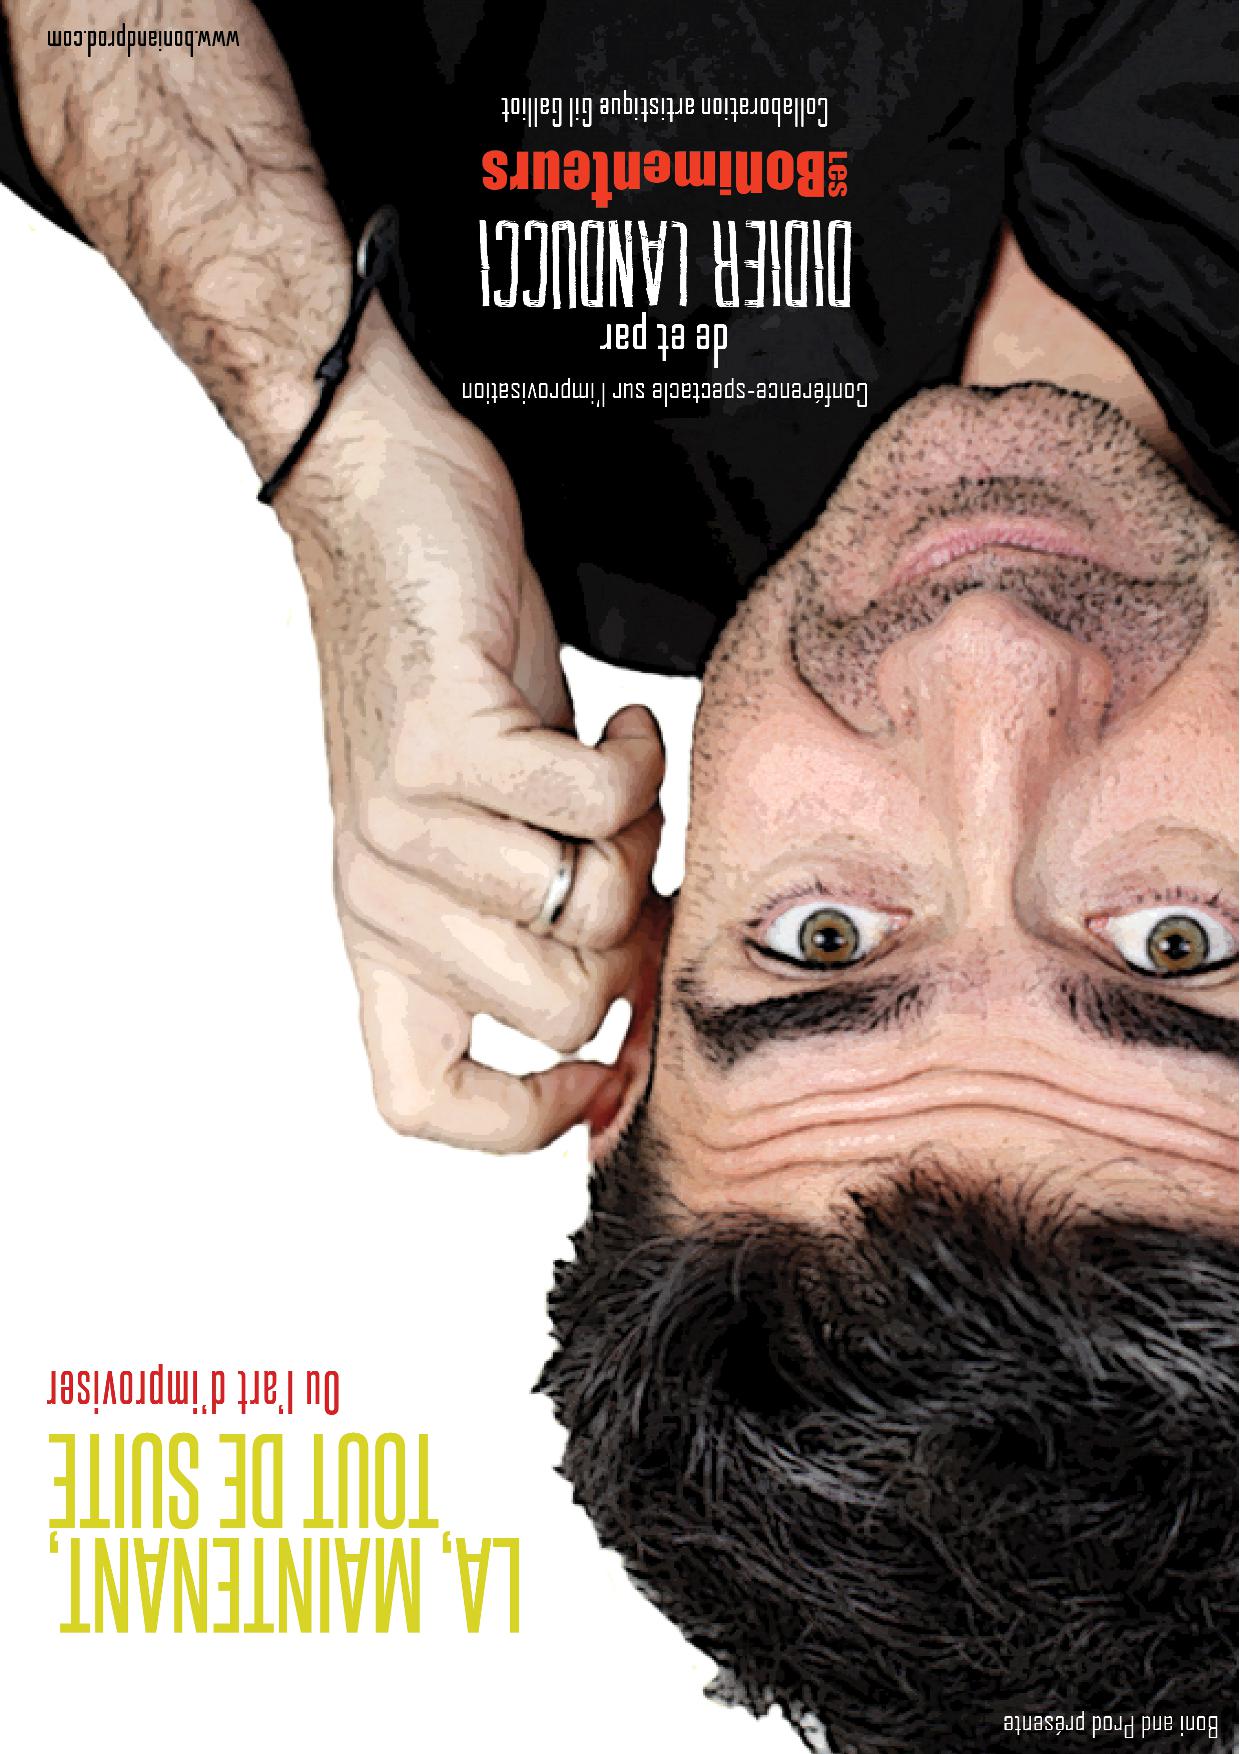 Boni and Prod présente
LA, MAINTENANT,
TOUT DE SUITE
Ou l'art d'improviser
Conférence-spectacle sur l'improvisation
de et par
DIDIER LANDUCCI
Les Bonimenteurs
Collaboration artistique Gil Galliot
www.boniandprod.com